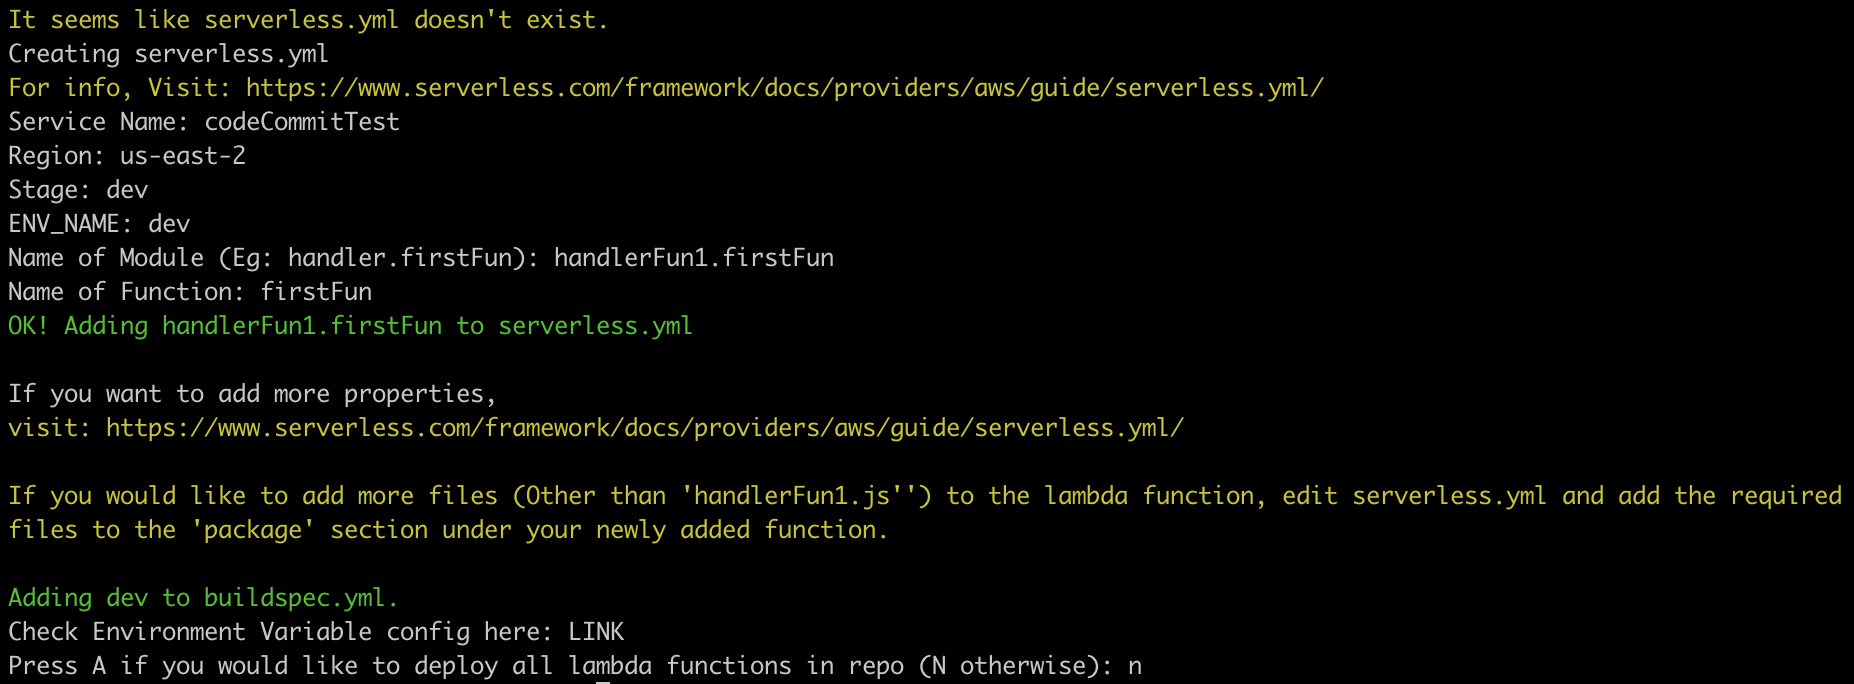 It seems like serverless.yml doesn't exist.
Creating serverless.yml
For info, Visit: https://www.serverless.com/framework/docs/providers/aws/guide/serverless.yml/
Service Name: codeCommitTest
Region: us-east-2
Stage: dev
ENV_NAME: dev
Name of Module (Eg: handler.firstFun): handlerFun1.firstFun
Name of Function: firstFun
OK! Adding handlerFun1.firstFun to serverless.yml
If you want to add more properties,
visit: https://www.serverless.com/framework/docs/providers/aws/guide/serverless.yml/
If you would like to add more files (Other than 'handlerFun1.js'') to the lambda function, edit serverless.yml and add the required
files to the 'package' section under your newly added function.
Adding dev to buildspec.yml.
Check Environment Variable config here: LINK
Press A if you would like to deploy all lambda functions in repo (N otherwise): n